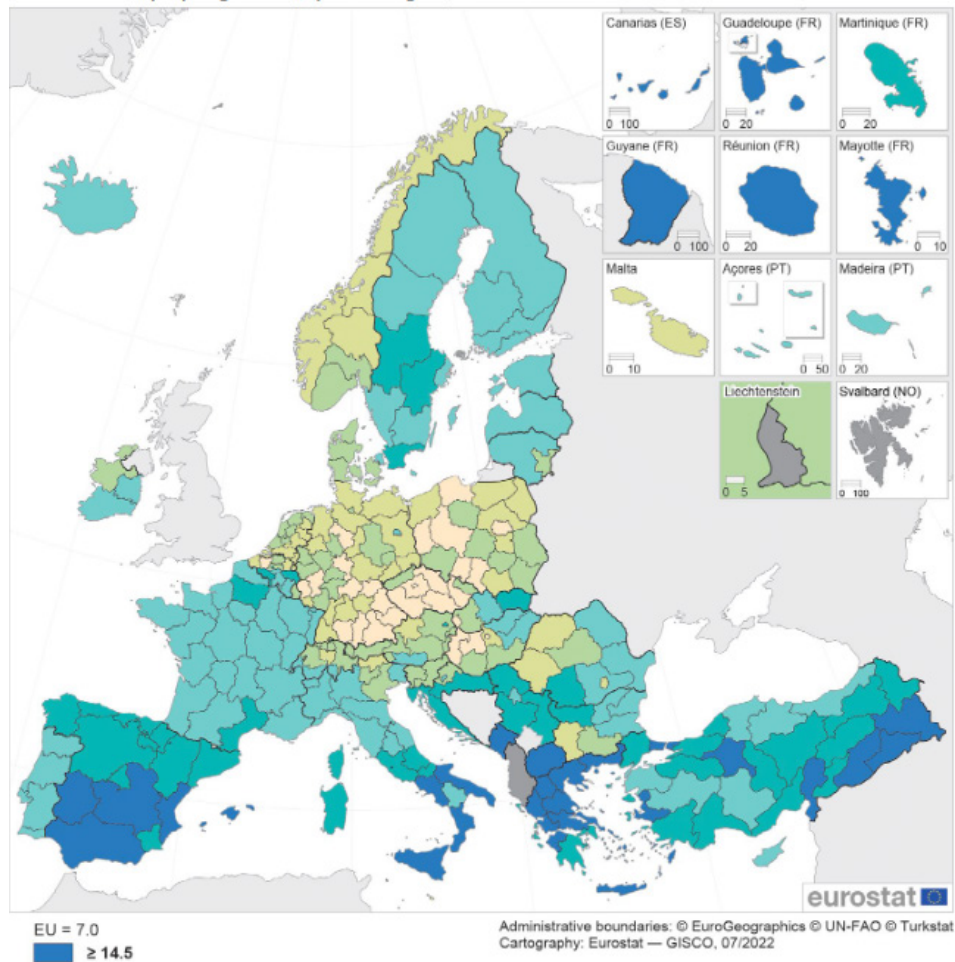 Canarias (ES)
0 100
Guadeloupe (FR)
0 20
Martinique (FR)
0 20
Guyane (FR)
0 100
Réunion (FR)
0 20
Mayotte (FR)
0 10
Malta
0 10
Açores (PT)
0 50
Madeira (PT)
0 20
Liechtenstein
0 5
Svalbard (NO)
0 100
eurostat
EU = 7.0
≥ 14.5
Administrative boundaries: © EuroGeographics © UN-FAO © Turkstat
Cartography: Eurostat — GISCO, 07/2022